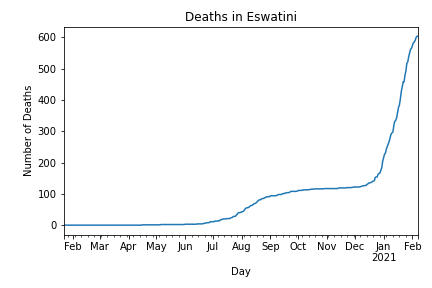 Deaths in Eswatini
Number of Deaths
600
500
400
300
200
100
0
Feb Mar Apr May Jun Jul Aug Sep Oct Nov Dec Jan Feb
2021
Day